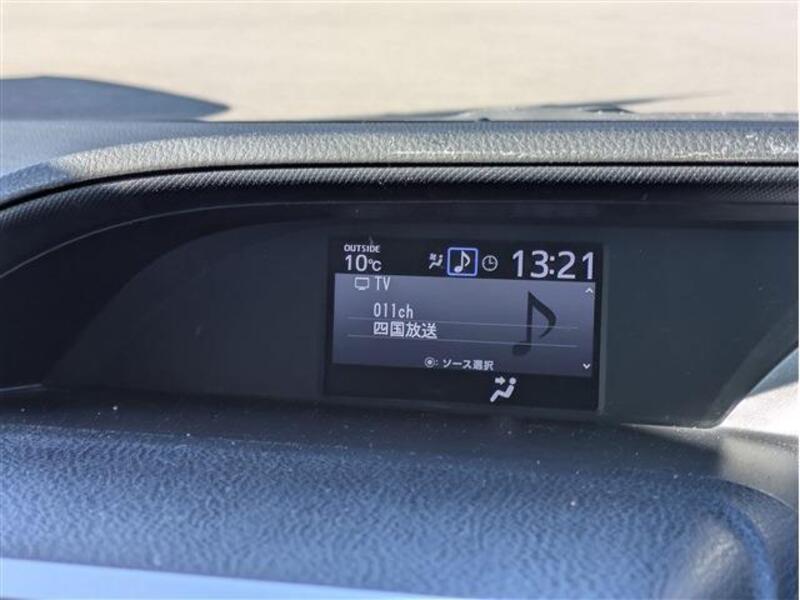 OUTSIDE
10℃
13:21
TV
011ch
四国放送
: ソース選択